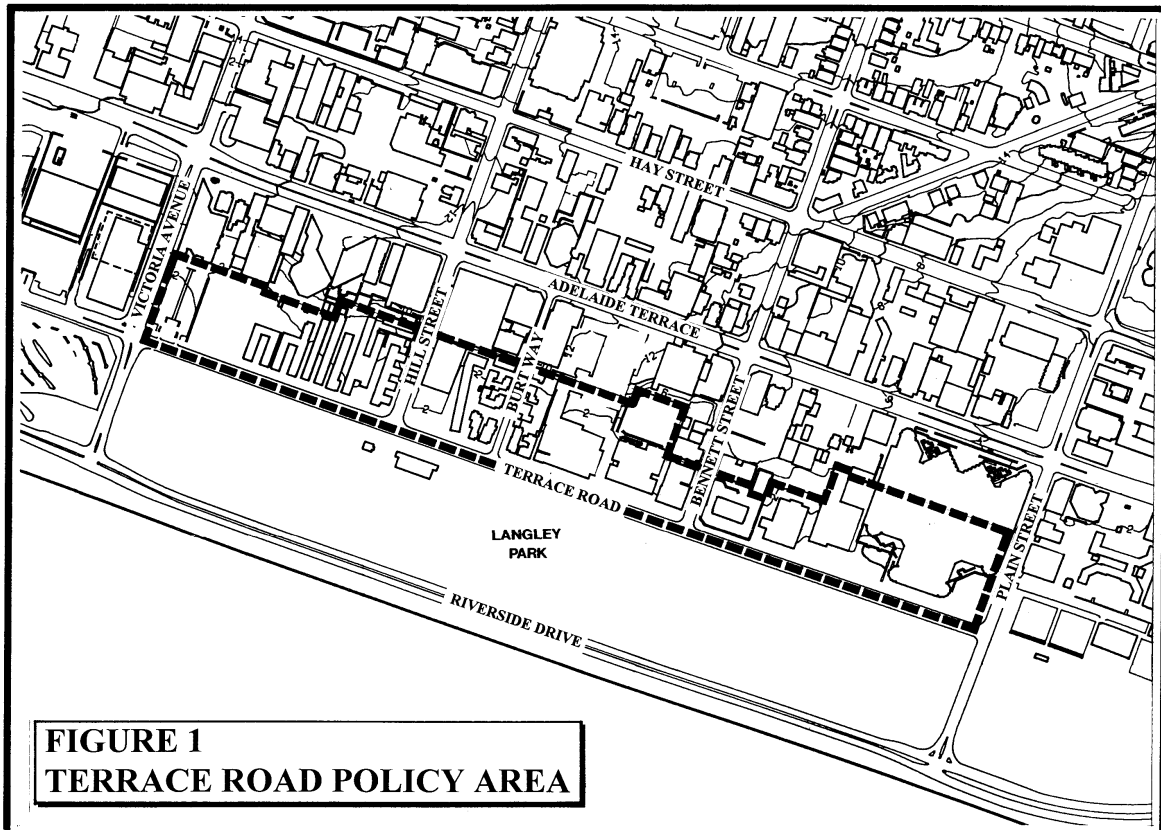 HAY STREET
VICTORIA AVENUE
ADELAIDE TERRACE
HILL STREET
BURT WAY
12
BENNETT STREET
TERRACE ROAD
PLAIN STREET
LANGLEY
PARK
RIVERSIDE DRIVE
FIGURE 1
TERRACE ROAD POLICY AREA